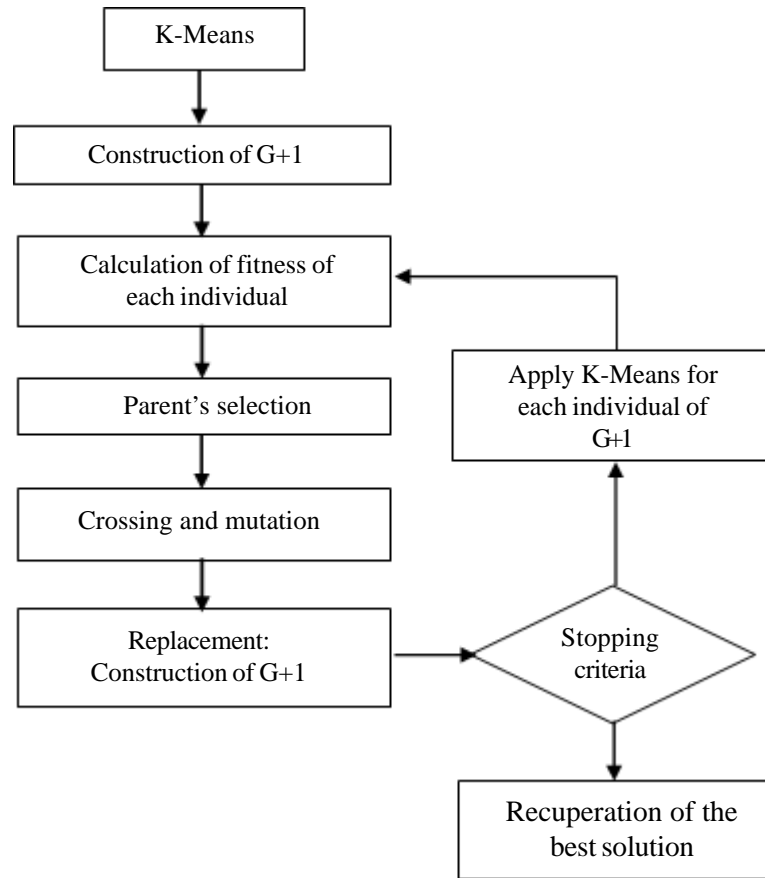 K-Means
Construction of G+1
Calculation of fitness of
each individual
Parent's selection
Crossing and mutation
Replacement:
Construction of G+1
Apply K-Means for
each individual of
G+1
Stopping
criteria
Recuperation of the
best solution